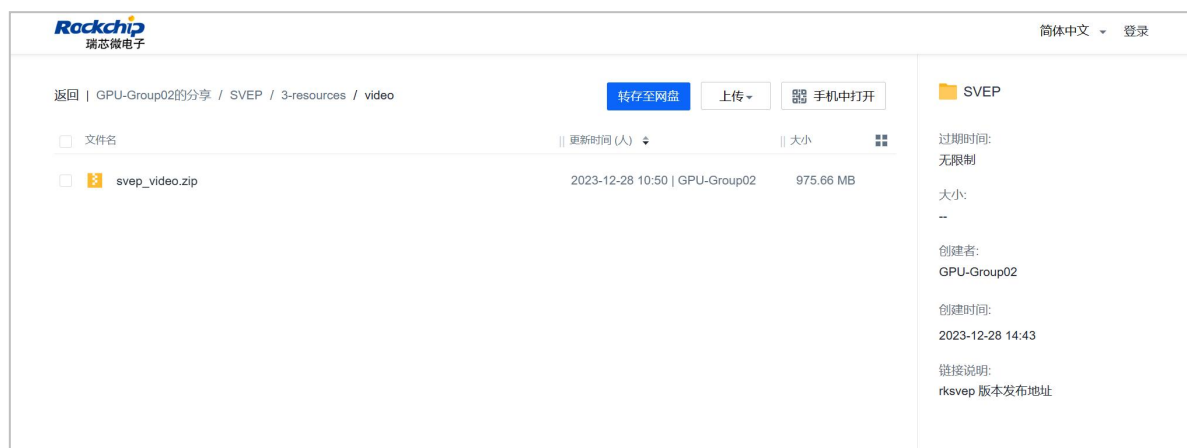 Rockchip
瑞芯微电子
简体中文 登录
返回 | GPU-Group02的分享 / SVEP / 3-resources / video
转存至网盘 上传 手机中打开
文件名 更新时间 (人) 大小
svep_video.zip 2023-12-28 10:50 | GPU-Group02 975.66 MB
SVEP
过期时间:
无限制
大小:
--
创建者:
GPU-Group02
创建时间:
2023-12-28 14:43
链接说明:
rksvep 版本发布地址